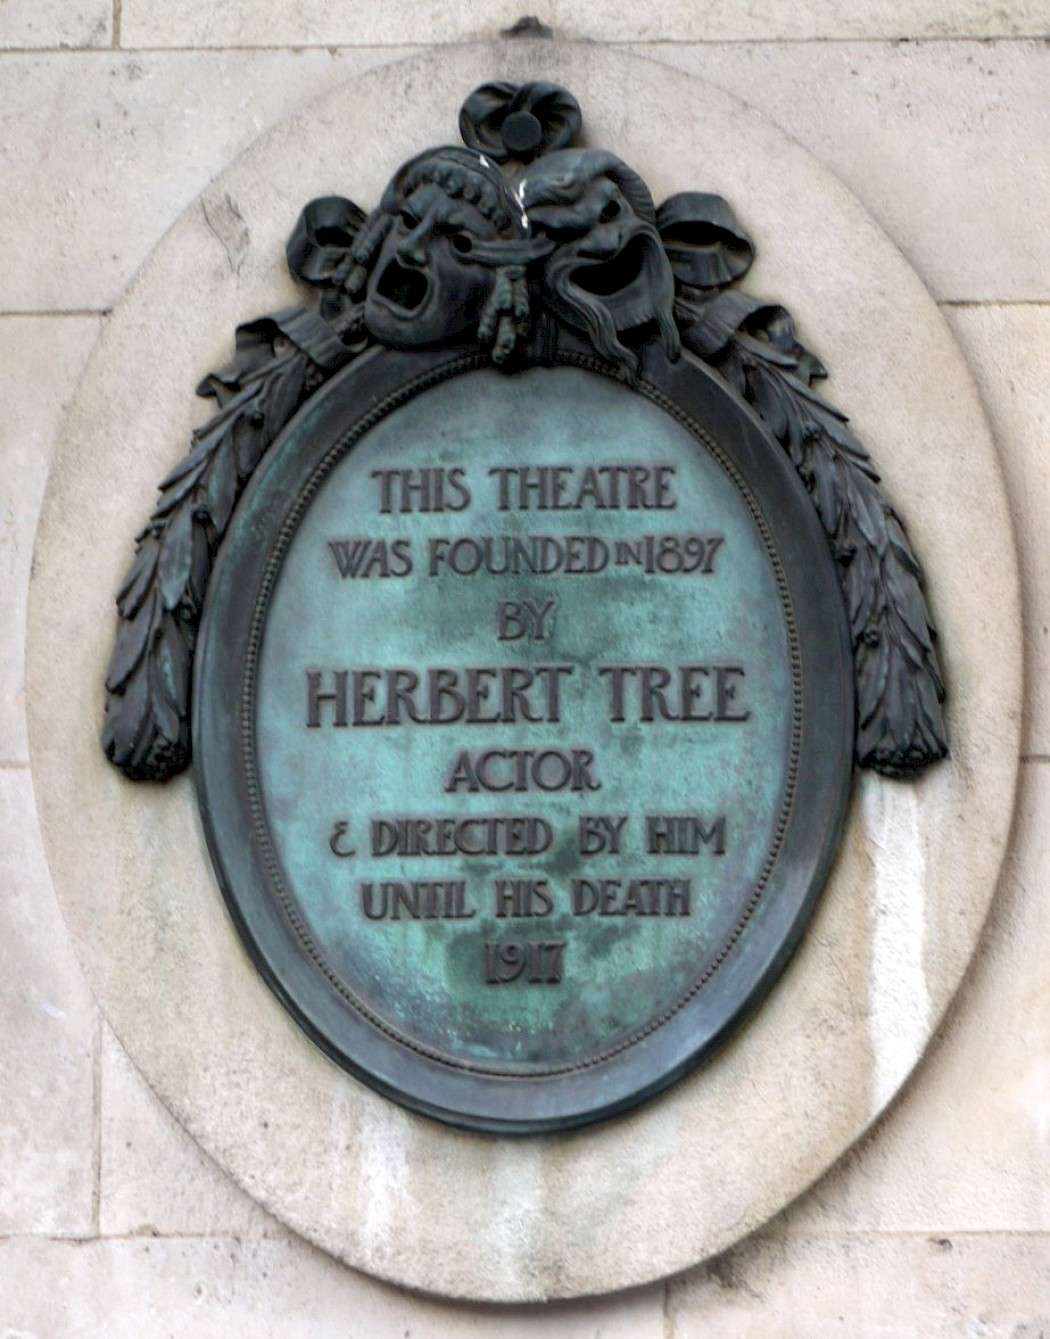 THIS THEATRE
WAS FOUNDED IN 1897
BY
HERBERT TREE
ACTOR
& DIRECTED BY HIM
UNTIL HIS DEATH
1917